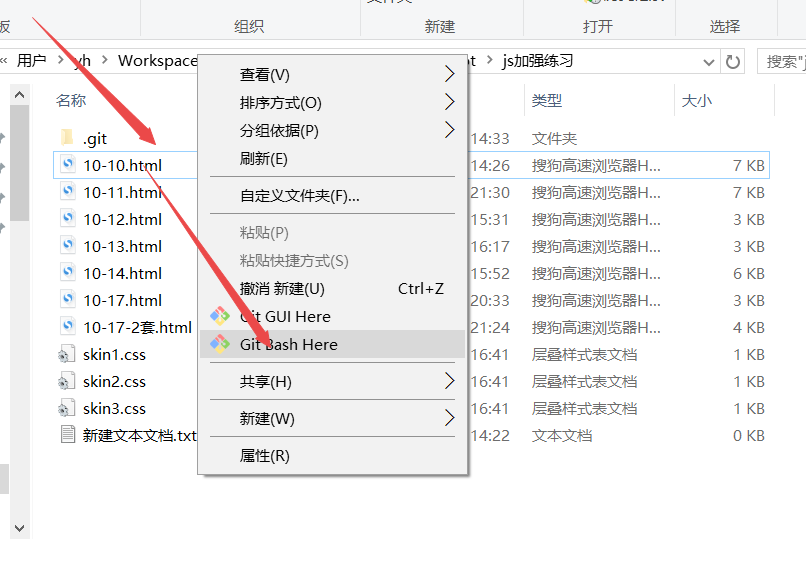 板 组织 新建 打开 选择
« 用户 yh Workspace js加强练习 搜索"j
名称 类型 大小
.git 14:33 文件夹
10-10.html 14:26 搜狗高速浏览器H... 7 KB
10-11.html 21:30 搜狗高速浏览器H... 7 KB
10-12.html 15:31 搜狗高速浏览器H... 3 KB
10-13.html 16:17 搜狗高速浏览器H... 3 KB
10-14.html 15:52 搜狗高速浏览器H... 6 KB
10-17.html 20:33 搜狗高速浏览器H... 3 KB
10-17-2套.html 21:24 搜狗高速浏览器H... 4 KB
skin1.css 16:41 层叠样式表文档 1 KB
skin2.css 16:41 层叠样式表文档 1 KB
skin3.css 16:41 层叠样式表文档 1 KB
新建文本文档.txt 14:22 文本文档 0 KB
查看(V)
排序方式(O)
分组依据(P)
刷新(E)
自定义文件夹(F)...
粘贴(P)
粘贴快捷方式(S)
撤消 新建(U) Ctrl+Z
Git GUI Here
Git Bash Here
共享(H)
新建(W)
属性(R)